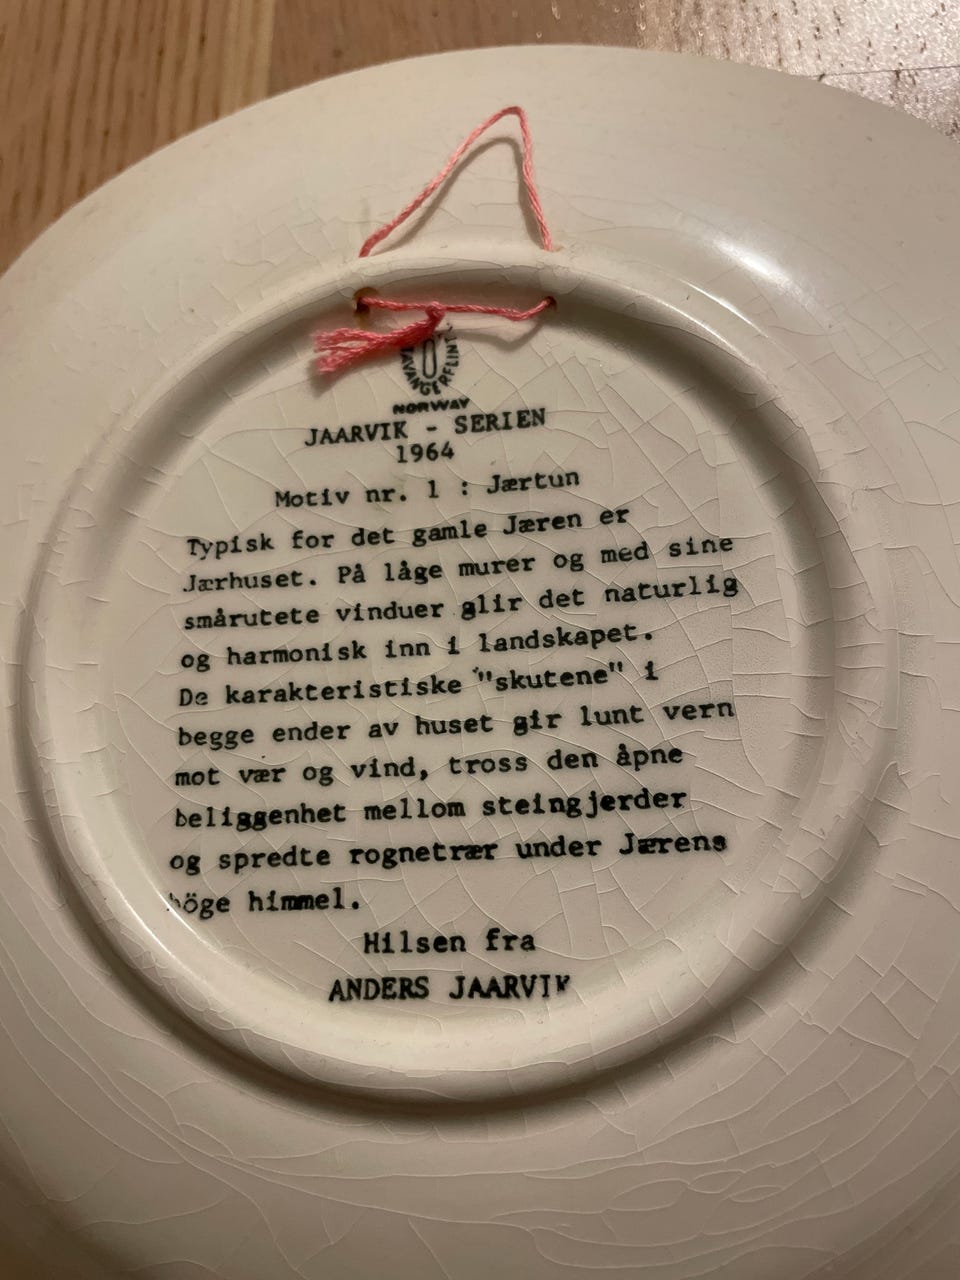 TAVANGERFLINT
NORWAY
JAARVIK - SERIEN
1964
Motiv nr. 1 : Jærtun
Typisk for det gamle Jæren er
Jærhuset. På låge murer og med sine
smårutete vinduer glir det naturlig
og harmonisk inn i landskapet.
De karakteristiske "skutene" i
begge ender av huset gir lunt vern
mot vær og vind, tross den åpne
beliggenhet mellom steingjerder
og spredte rognetrær under Jærens
höge himmel.
Hilsen fra
ANDERS JAARVIK